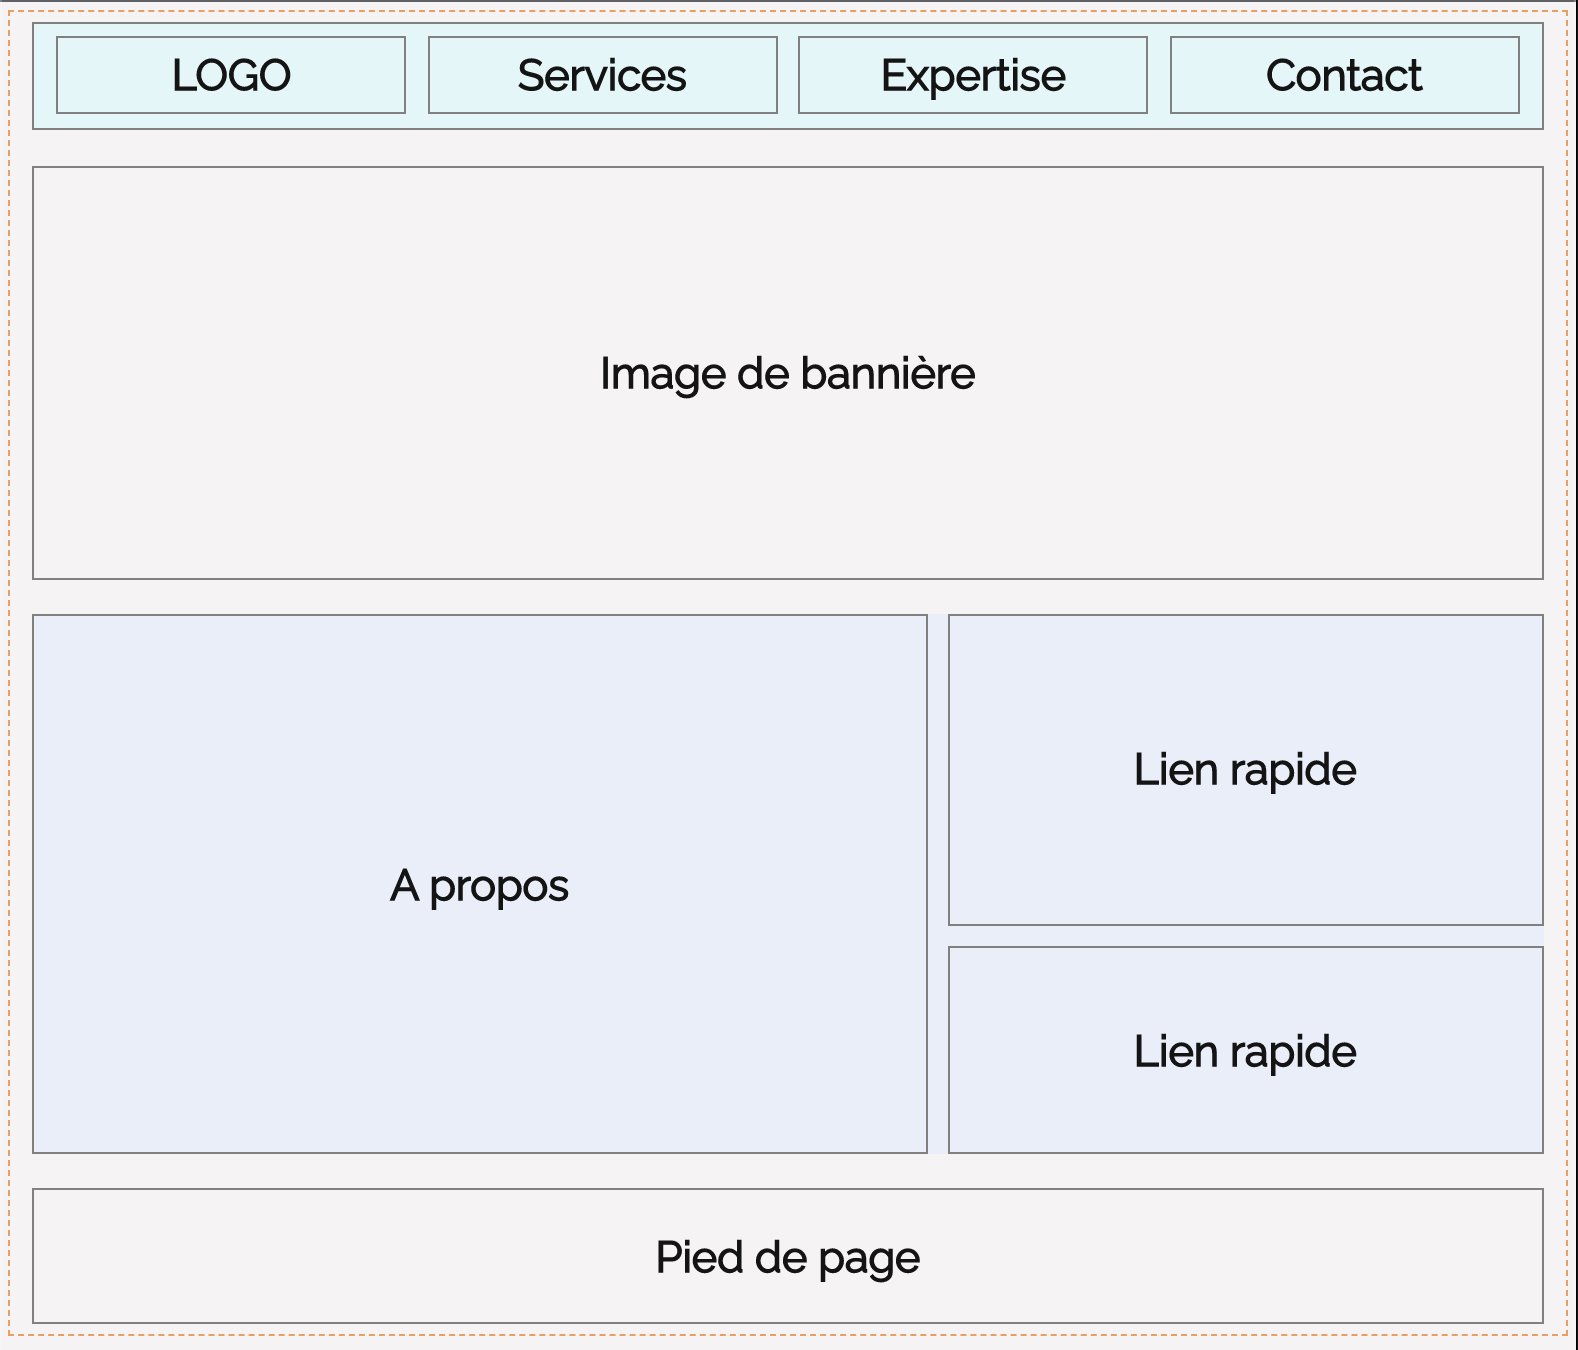 LOGO
Services
Expertise
Contact
Image de bannière
A propos
Lien rapide
Lien rapide
Pied de page